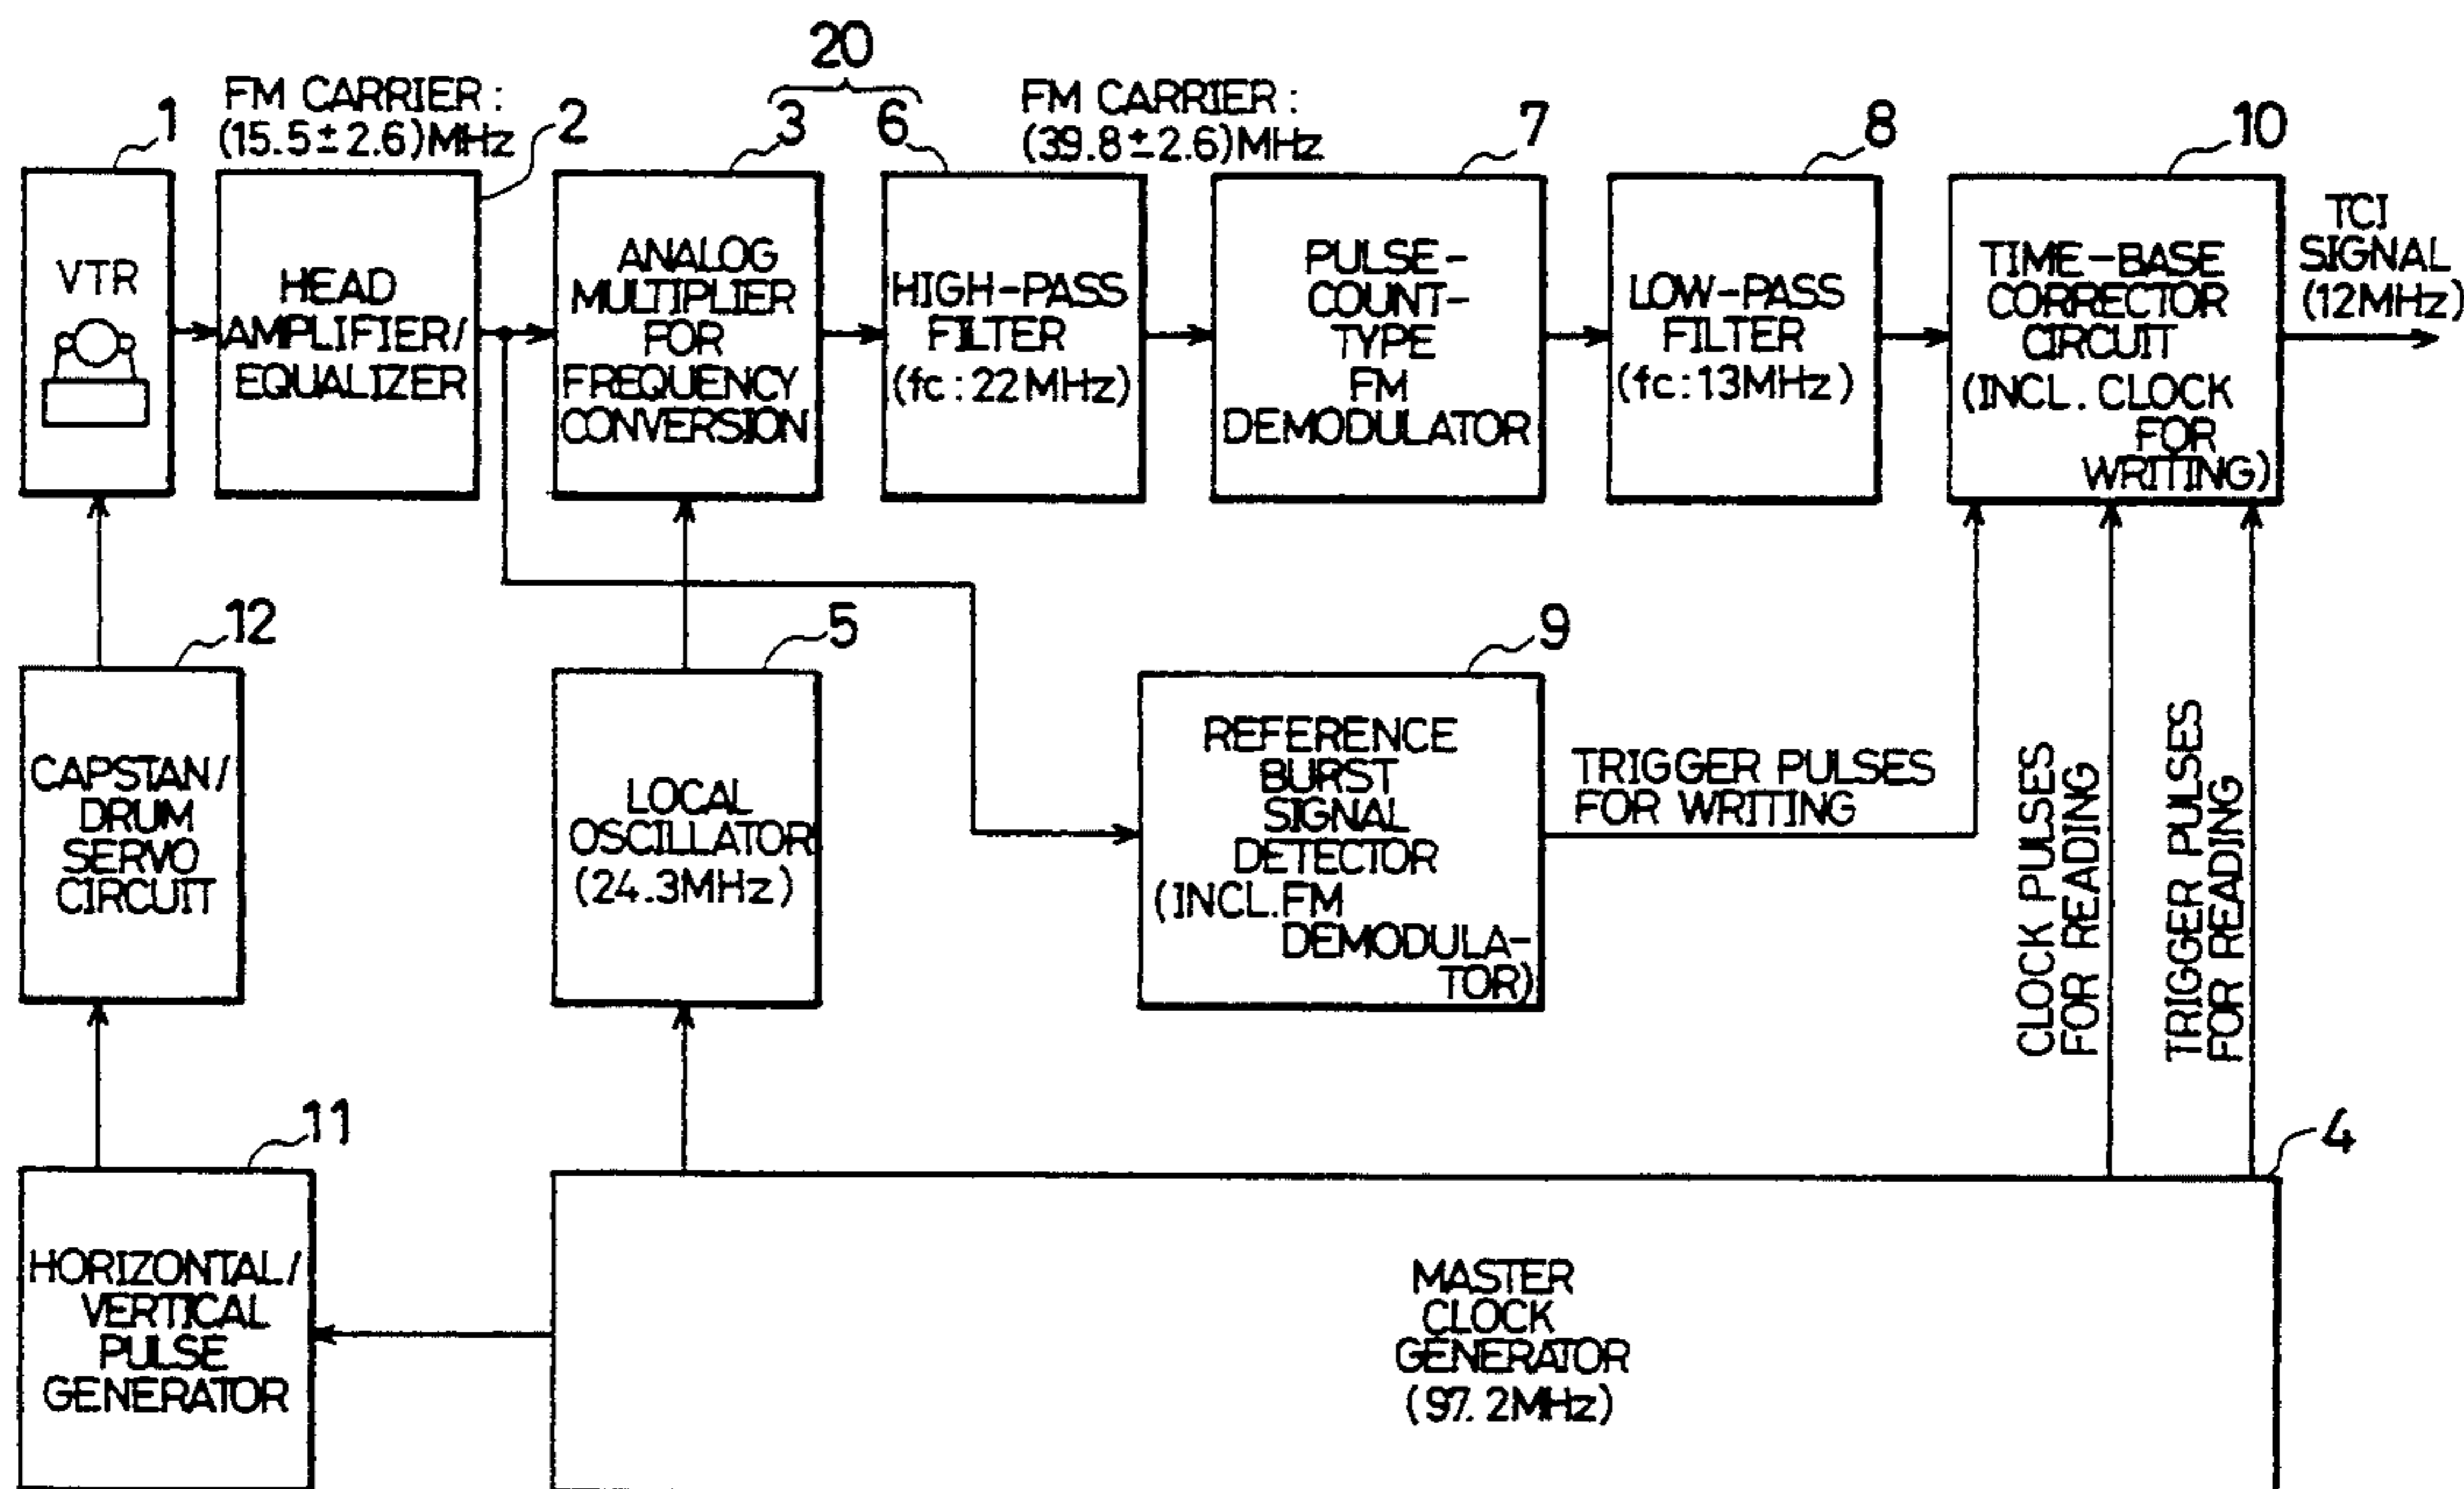 20
FM CARRIER :
(15.5±2.6)MHz
FM CARRIER :
(39.8±2.6)MHz
1
2
3
6
7
8
10
VTR
HEAD
AMPLIFIER/
EQUALIZER
ANALOG
MULTIPLIER
FOR
FREQUENCY
CONVERSION
HIGH-PASS
FILTER
(fc:22MHz)
PULSE-
COUNT-
TYPE
FM
DEMODULATOR
LOW-PASS
FILTER
(fc:13MHz)
TIME-BASE
CORRECTOR
CIRCUIT
(INCL. CLOCK
FOR
WRITING)
TCI
SIGNAL
(12MHz)
12
CAPSTAN/
DRUM
SERVO
CIRCUIT
5
LOCAL
OSCILLATOR
(24.3MHz)
9
REFERENCE
BURST
SIGNAL
DETECTOR
(INCL.FM
DEMODULA-
TOR)
TRIGGER PULSES
FOR WRITING
CLOCK PULSES
FOR READING
TRIGGER PULSES
FOR READING
11
HORIZONTAL/
VERTICAL
PULSE
GENERATOR
4
MASTER
CLOCK
GENERATOR
(97.2MHz)